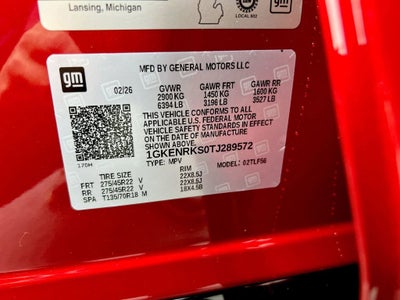 Lansing, Michigan
LOCAL 602
gm
gm
MFD BY GENERAL MOTORS LLC
02/26 GVWR GAWR FRT GAWR RR
2900 KG 1450 KG 1600 KG
6394 LB 3196 LB 3527 LB
THIS VEHICLE CONFORMS TO ALL
APPLICABLE U.S. FEDERAL MOTOR
VEHICLE SAFETY STANDARDS IN EFFECT
ON THE DATE OF MANUFACTURE
SHOWN ABOVE.
1GKENRKS0TJ289572
TYPE: MPV MODEL: 02TLF56
TIRE SIZE RIM
FRT 275/45R22 V 22X8.5J
RR 275/45R22 V 22X8.5J
SPA T135/70R18 M 18X4.5B